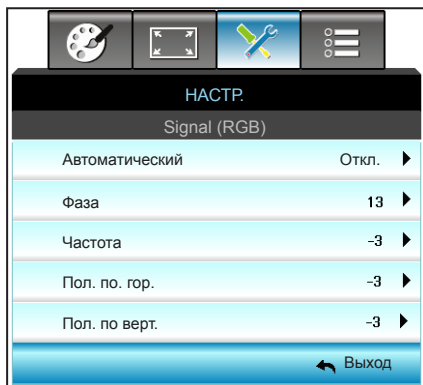 НАСТР.
Signal (RGB)
Автоматический Откл.
Фаза 13
Частота -3
Пол. по. гор. -3
Пол. по верт. -3
Выход